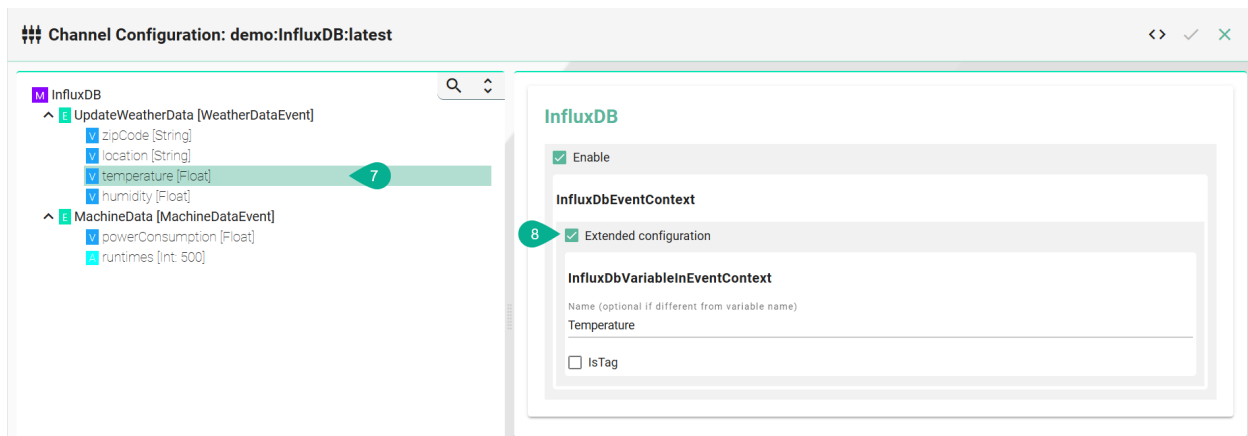 Channel Configuration: demo:InfluxDB:latest
M InfluxDB
E UpdateWeatherData [WeatherDataEvent]
V zipCode [String]
V location [String]
V temperature [Float]
7
V humidity [Float]
E MachineData [MachineDataEvent]
V powerConsumption [Float]
A runtimes [Int: 500]
InfluxDB
Enable
InfluxDbEventContext
8
Extended configuration
InfluxDbVariableInEventContext
Name (optional if different from variable name)
Temperature
IsTag